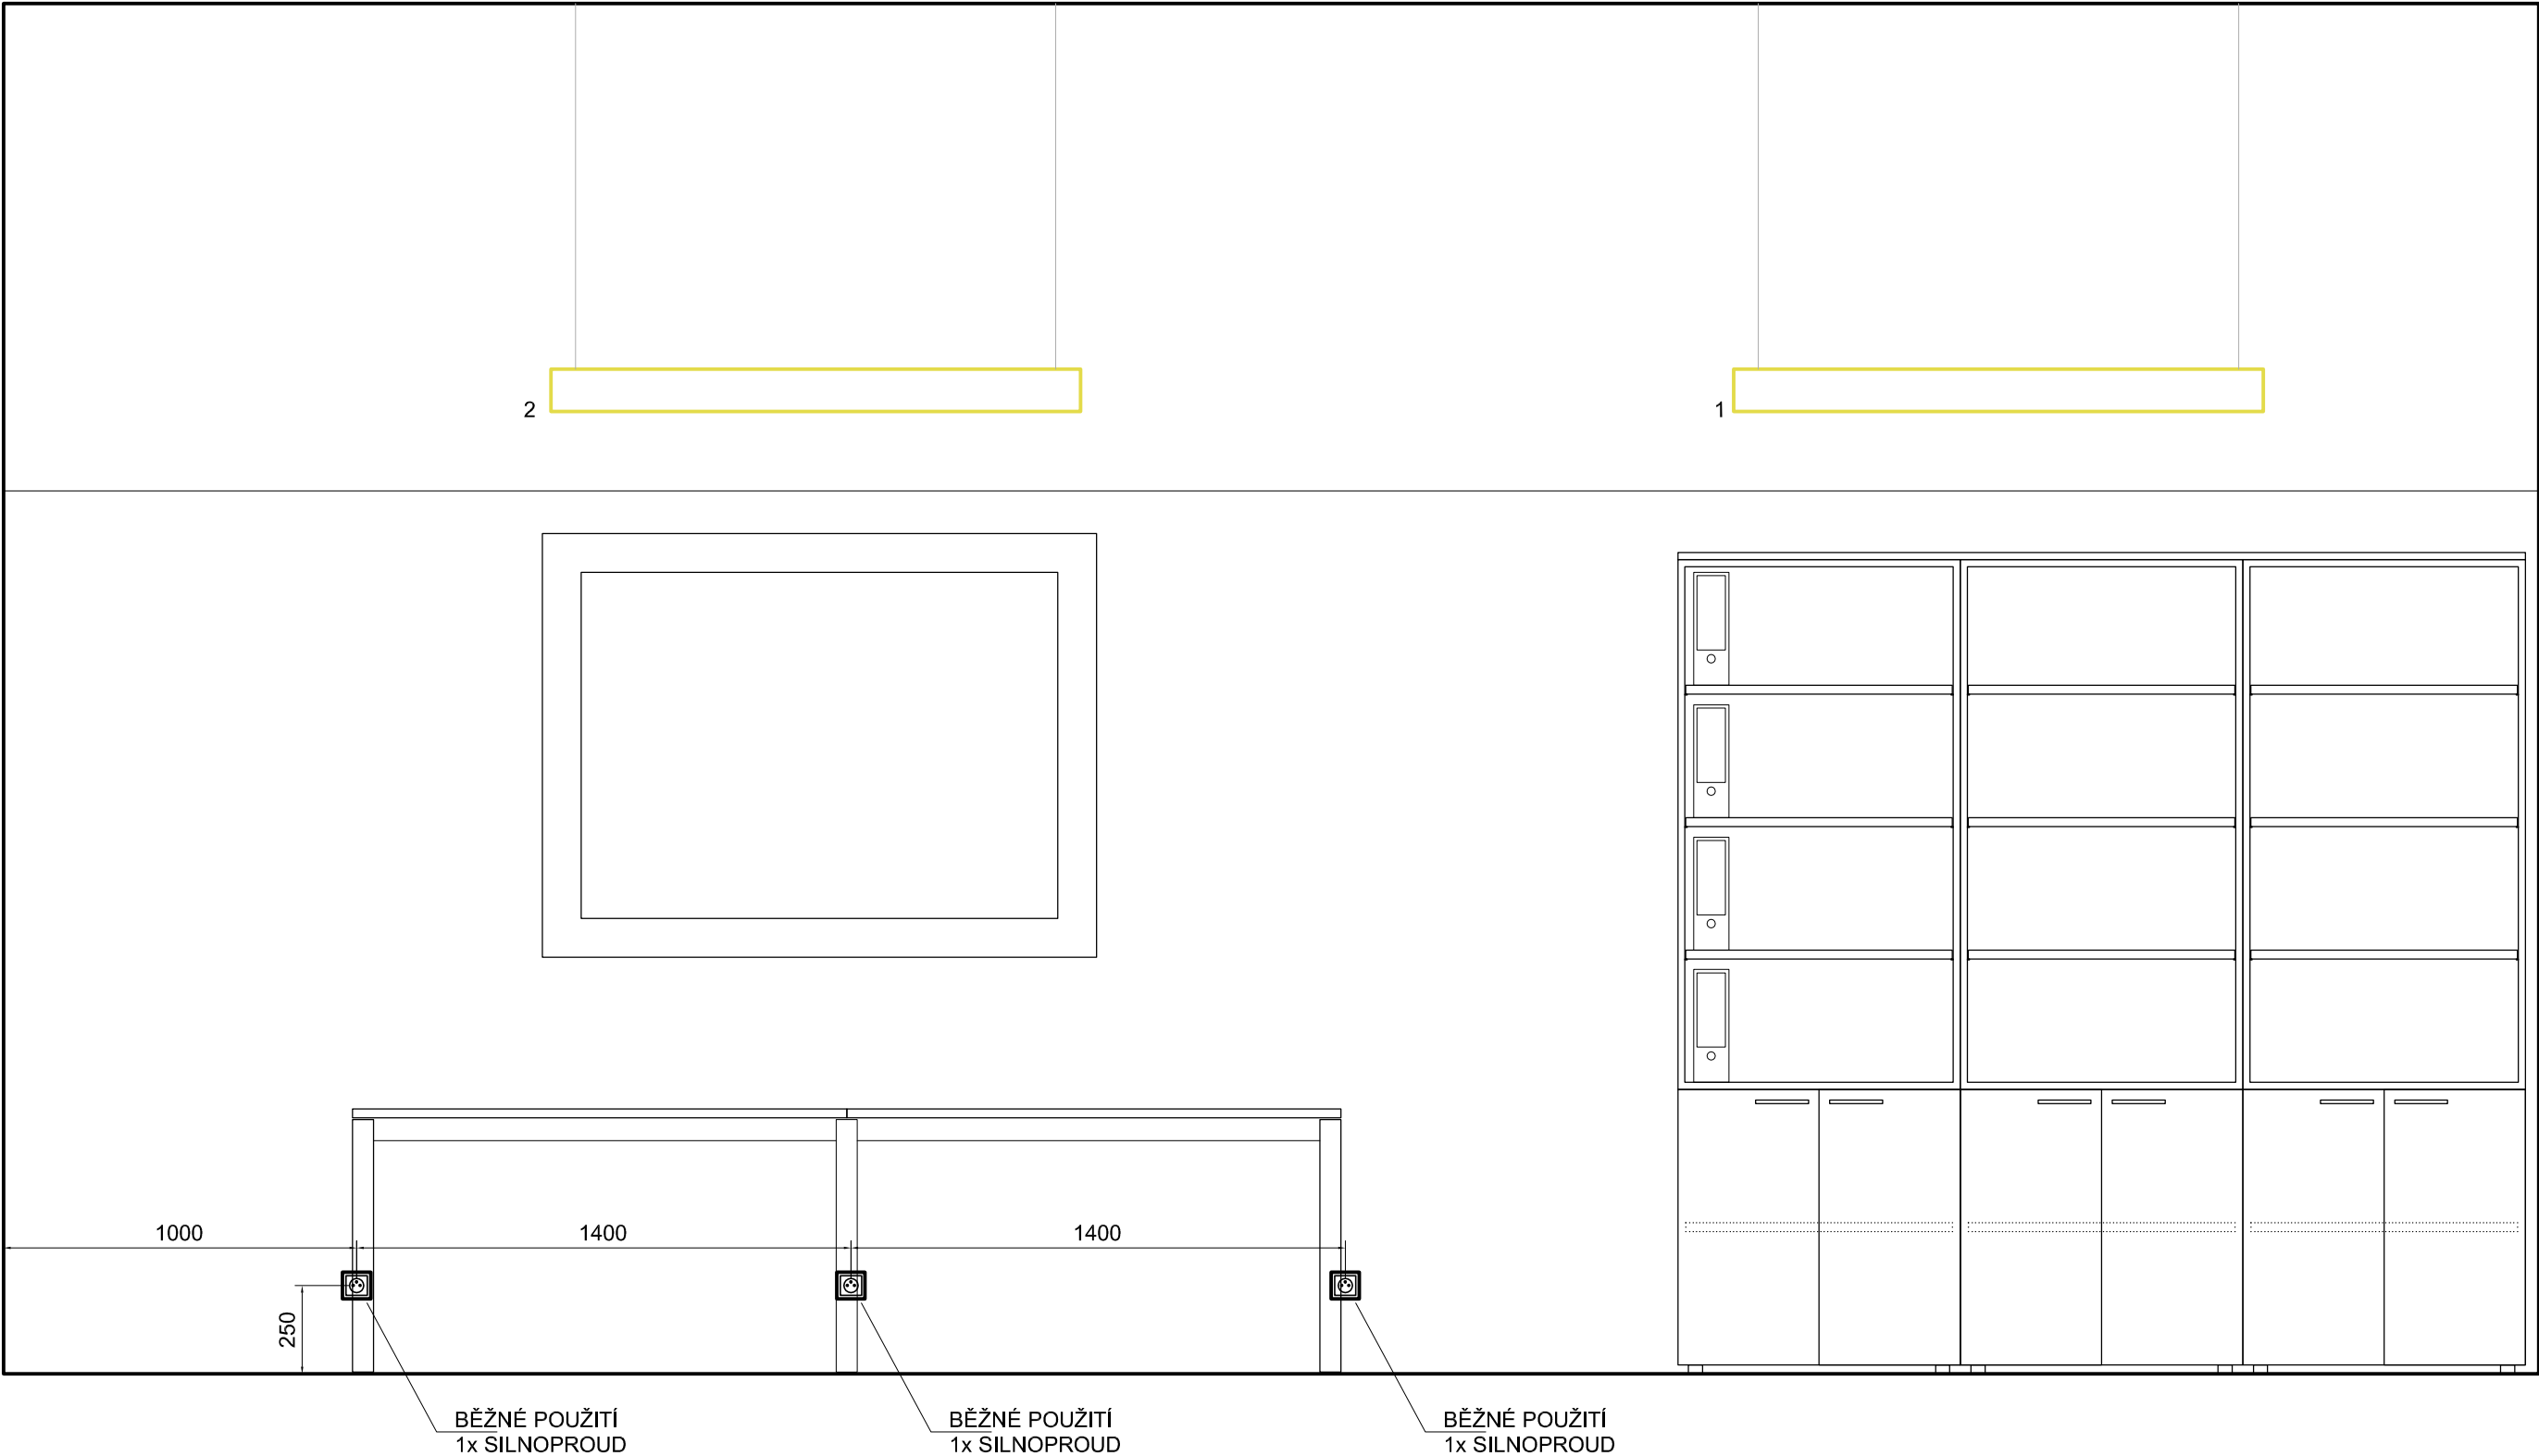 2
1
1000
1400
1400
250
BĚŽNÉ POUŽITÍ
1x SILNOPROUD
BĚŽNÉ POUŽITÍ
1x SILNOPROUD
BĚŽNÉ POUŽITÍ
1x SILNOPROUD